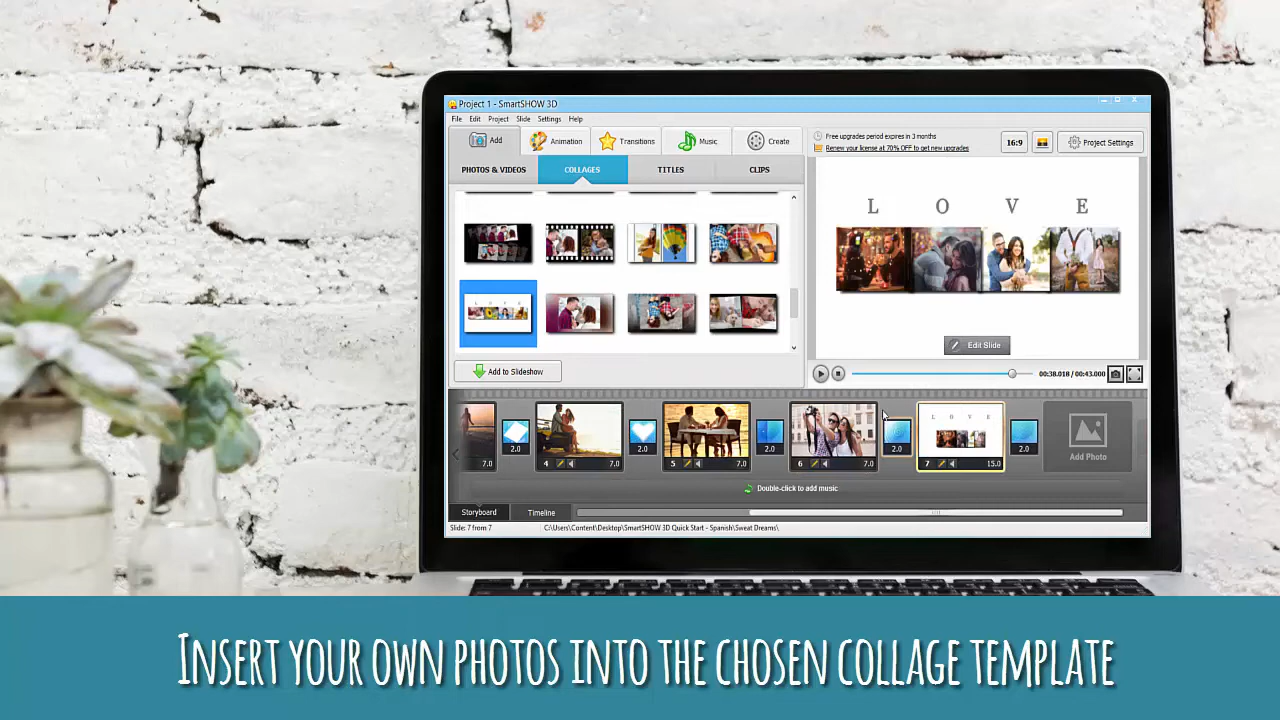 Project 1 - SmartSHOW 3D
File Edit Project Slide Settings Help
Add Animation Transitions Music Create
PHOTOS & VIDEOS COLLAGES TITLES CLIPS
Free upgrades period expires in 3 months
Renew your license at 70% OFF to get new upgrades
16:9 Project Settings
L O V E
L O V E
Edit Slide
Add to Slideshow
00:38.018 / 00:43.000
7.0 2.0 4 7.0 2.0 5 7.0 2.0 6 7.0 2.0 L O V E 7 15.0 2.0 Add Photo
Double-click to add music
Storyboard Timeline
Slide: 7 from 7 C:\Users\Content\Desktop\SmartSHOW 3D Quick Start - Spanish\Sweat Dreams\
INSERT YOUR OWN PHOTOS INTO THE CHOSEN COLLAGE TEMPLATE